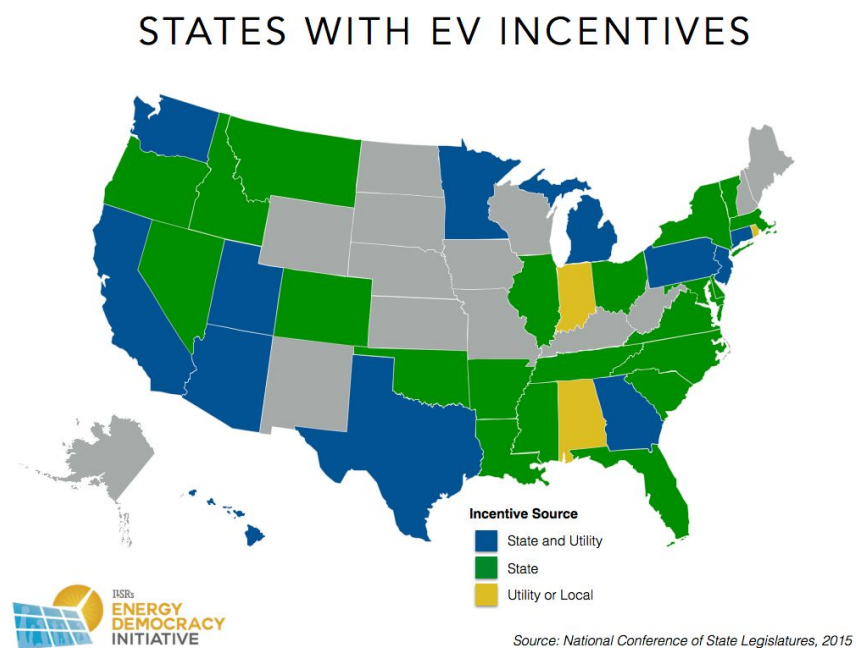 STATES WITH EV INCENTIVES
Incentive Source
State and Utility
State
Utility or Local
ILSR's
ENERGY
DEMOCRACY
INITIATIVE
Source: National Conference of State Legislatures, 2015